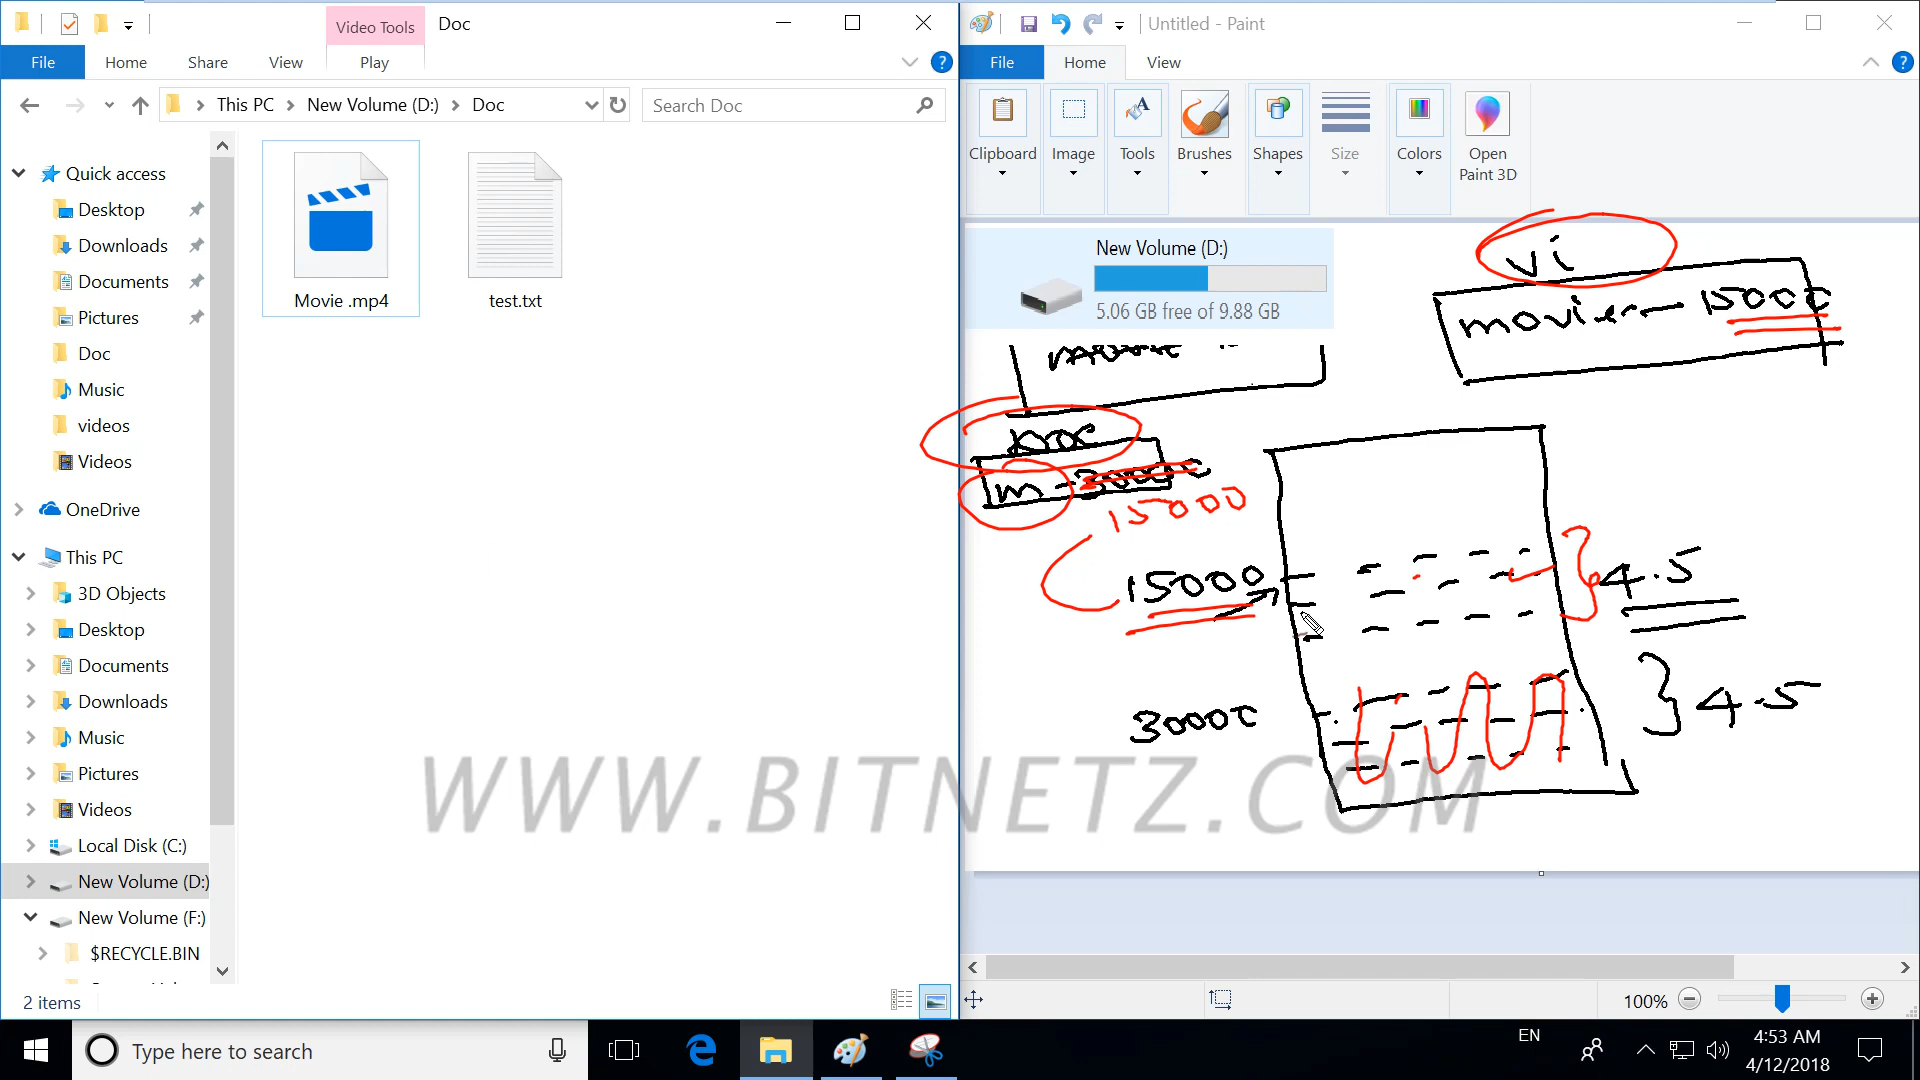 Video Tools
Doc
File
Home
Share
View
Play
This PC
New Volume (D:)
Doc
Search Doc
Quick access
Desktop
Downloads
Documents
Pictures
Doc
Music
videos
Videos
OneDrive
This PC
3D Objects
Desktop
Documents
Downloads
Music
Pictures
Videos
Local Disk (C:)
New Volume (D:)
New Volume (F:)
$RECYCLE.BIN
2 items
Movie .mp4
test.txt
Untitled - Paint
File
Home
View
Clipboard
Image
Tools
Brushes
Shapes
Size
Colors
Open
Paint 3D
New Volume (D:)
5.06 GB free of 9.88 GB
vi
15000
m - 30000
15000
15000
4.5
30000
4.5
WWW.BITNETZ.COM
100%
Type here to search
EN
4:53 AM
4/12/2018